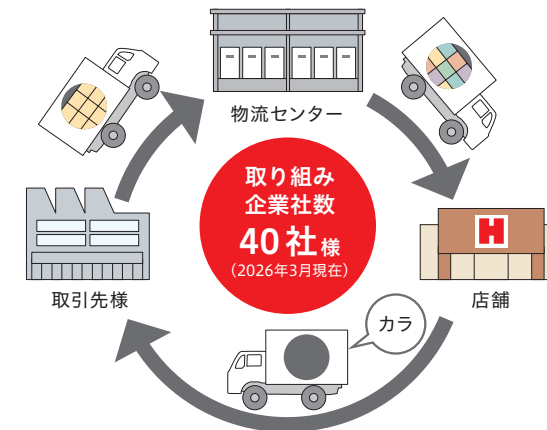 物流センター
取り組み
企業社数
40社様
（2026年3月現在）
H
取引先様
店舗
カラ